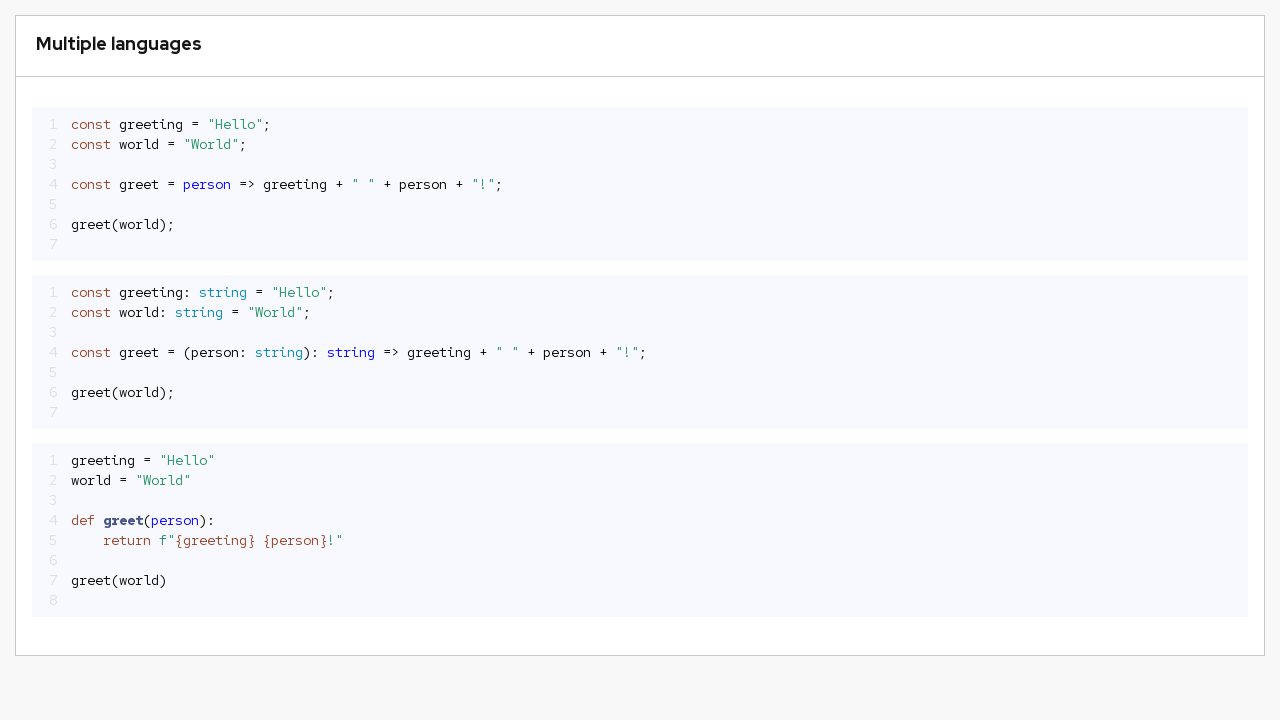 Multiple languages
1 const greeting = "Hello";
2 const world = "World";
3
4 const greet = person => greeting + " " + person + "!";
5
6 greet(world);
7
1 const greeting: string = "Hello";
2 const world: string = "World";
3
4 const greet = (person: string): string => greeting + " " + person + "!";
5
6 greet(world);
7
1 greeting = "Hello"
2 world = "World"
3
4 def greet(person):
5     return f"{greeting} {person}!"
6
7 greet(world)
8